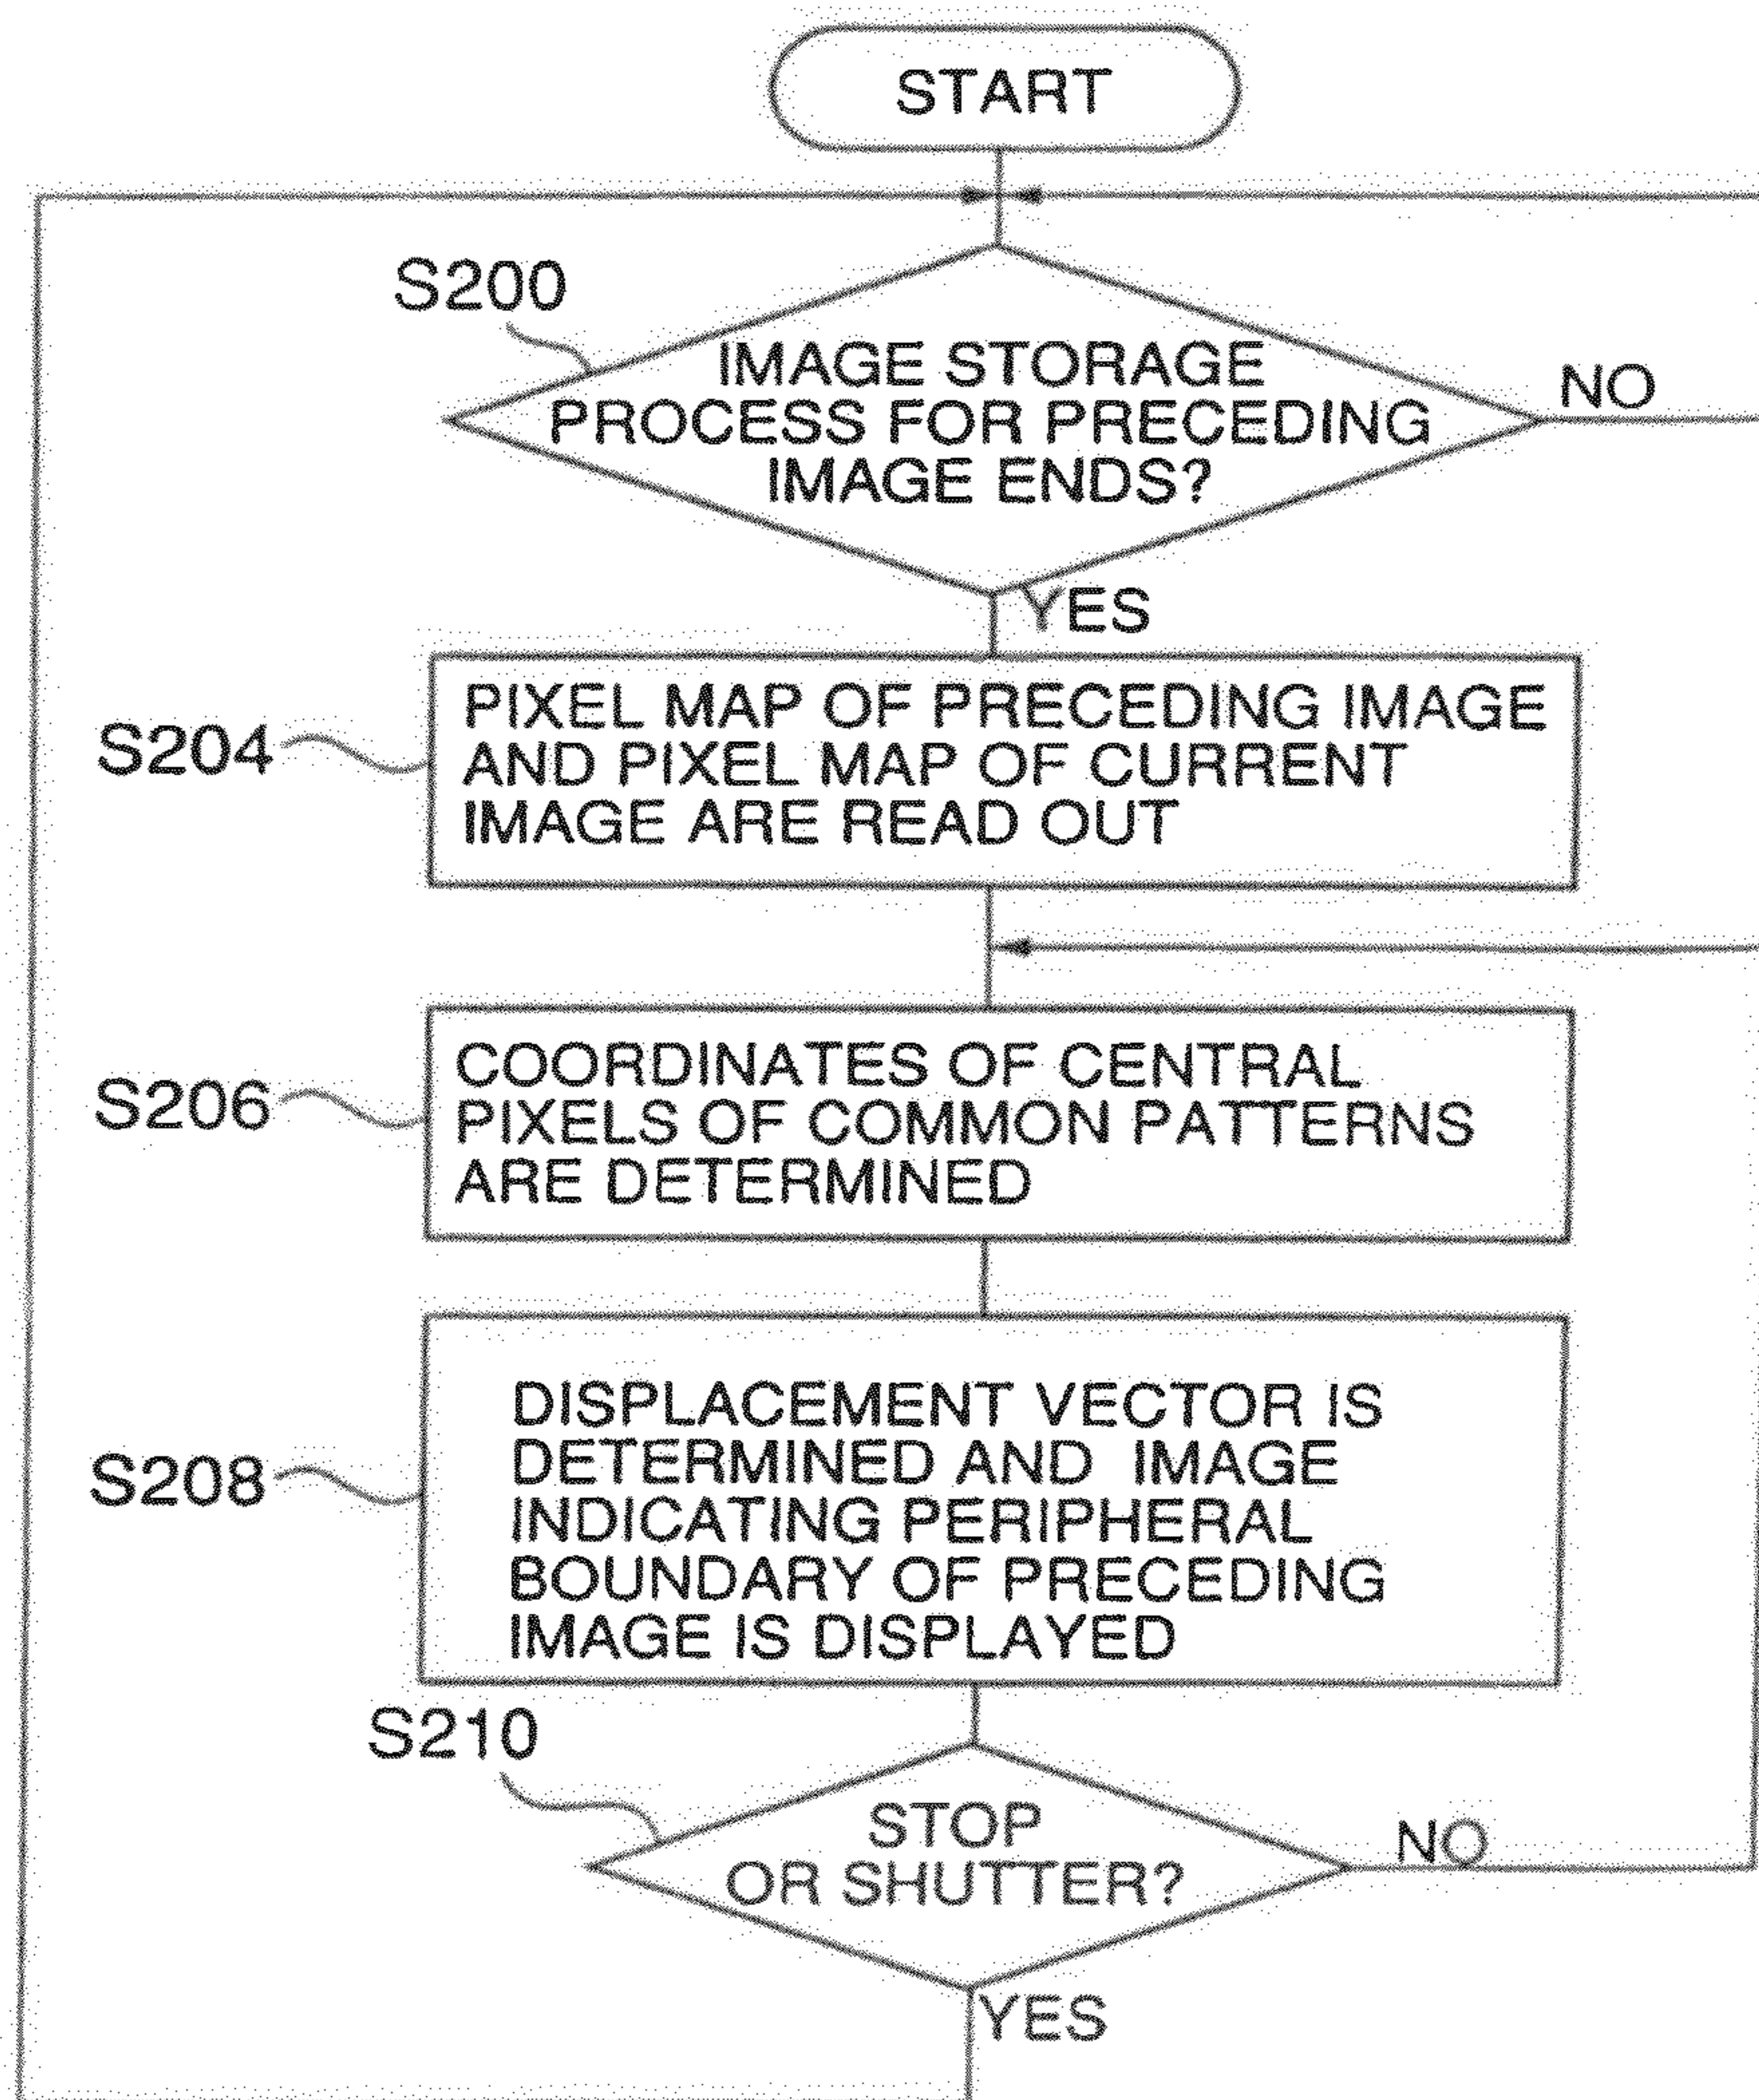 START
S200
IMAGE STORAGE
PROCESS FOR PRECEDING
IMAGE ENDS?
NO
YES
S204
PIXEL MAP OF PRECEDING IMAGE
AND PIXEL MAP OF CURRENT
IMAGE ARE READ OUT
S206
COORDINATES OF CENTRAL
PIXELS OF COMMON PATTERNS
ARE DETERMINED
S208
DISPLACEMENT VECTOR IS
DETERMINED AND IMAGE
INDICATING PERIPHERAL
BOUNDARY OF PRECEDING
IMAGE IS DISPLAYED
S210
STOP
OR SHUTTER?
NO
YES